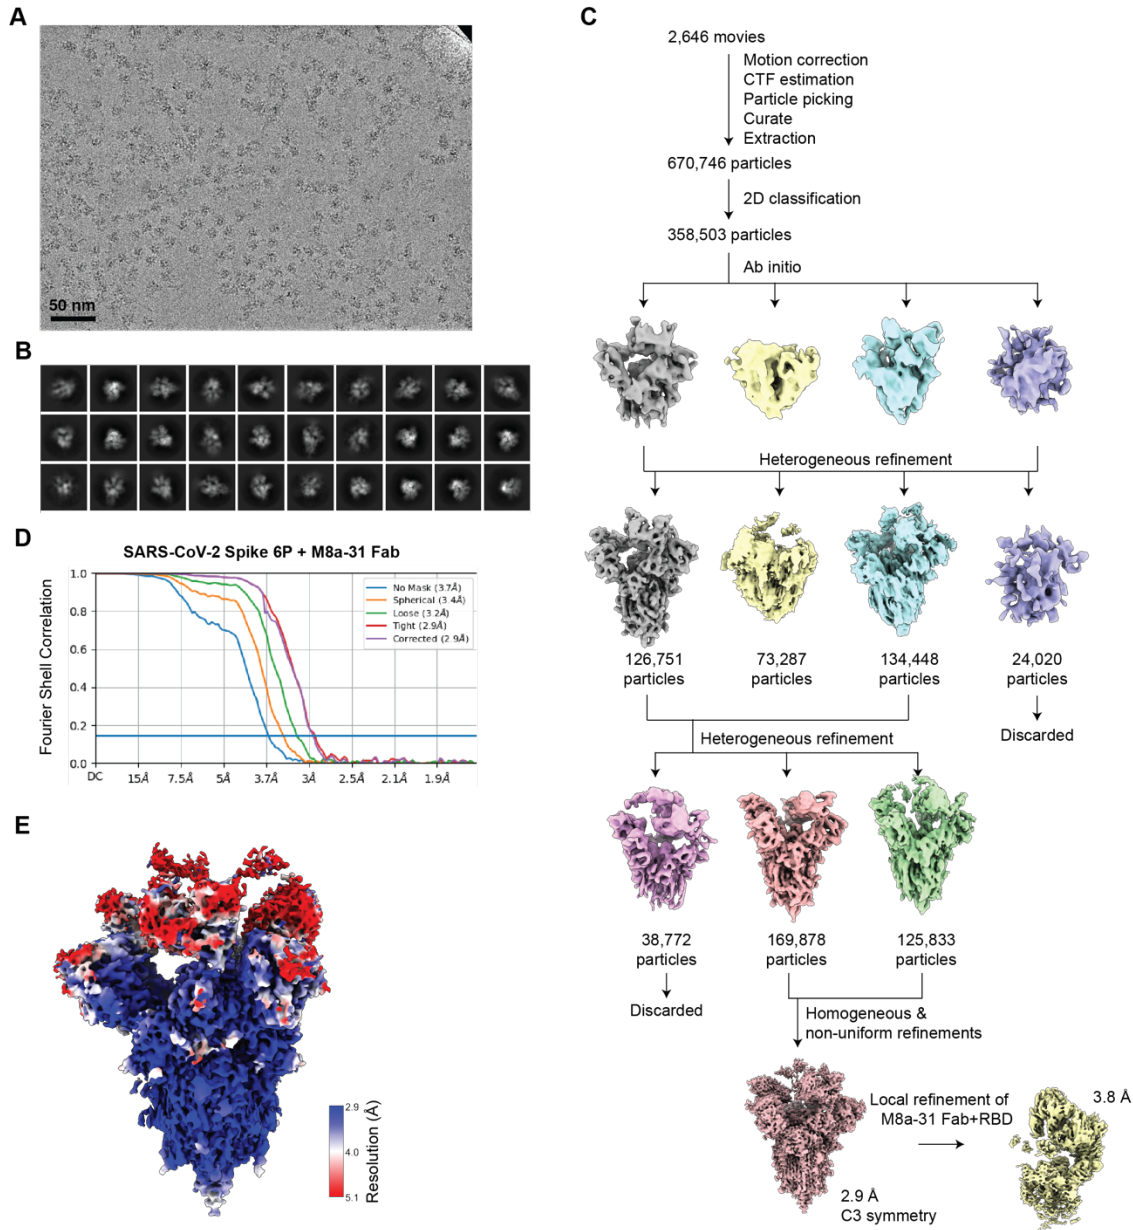 A
50 nm
B
D
SARS-CoV-2 Spike 6P + M8a-31 Fab
Fourier Shell Correlation
1.0
0.8
0.6
0.4
0.2
0.0
No Mask (3.7Å)
Spherical (3.4Å)
Loose (3.2Å)
Tight (2.9Å)
Corrected (2.9Å)
DC 15Å 7.5Å 5Å 3.7Å 3Å 2.5Å 2.1Å 1.9Å
E
2.9
4.0
5.1
Resolution (Å)
C
2,646 movies
Motion correction
CTF estimation
Particle picking
Curate
Extraction
670,746 particles
2D classification
358,503 particles
Ab initio
Heterogeneous refinement
126,751 particles
73,287 particles
134,448 particles
24,020 particles
Discarded
Heterogeneous refinement
38,772 particles
169,878 particles
125,833 particles
Discarded
Homogeneous &
non-uniform refinements
Local refinement of
M8a-31 Fab+RBD
3.8 Å
2.9 Å
C3 symmetry